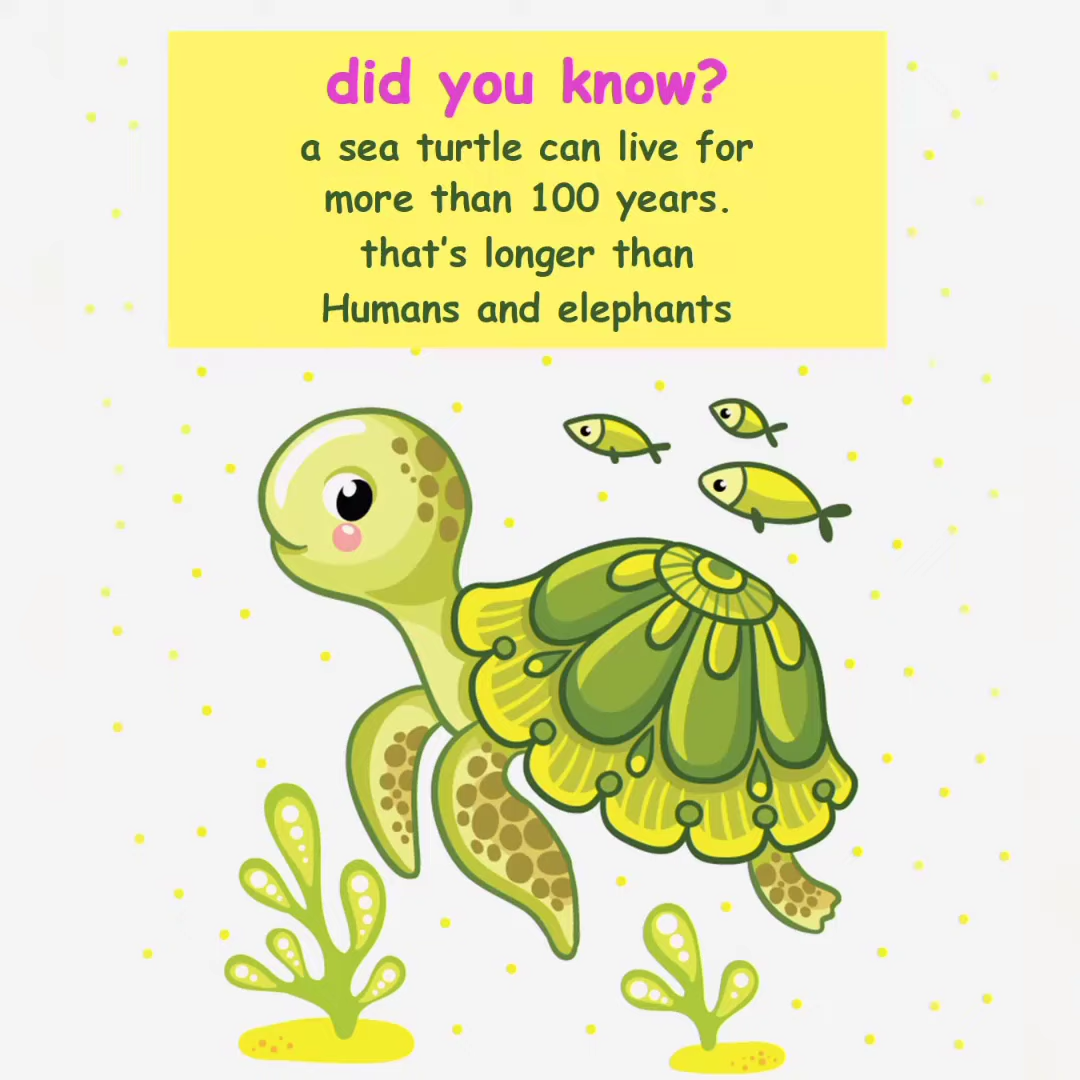 did you know?
a sea turtle can live for
more than 100 years.
that's longer than
Humans and elephants